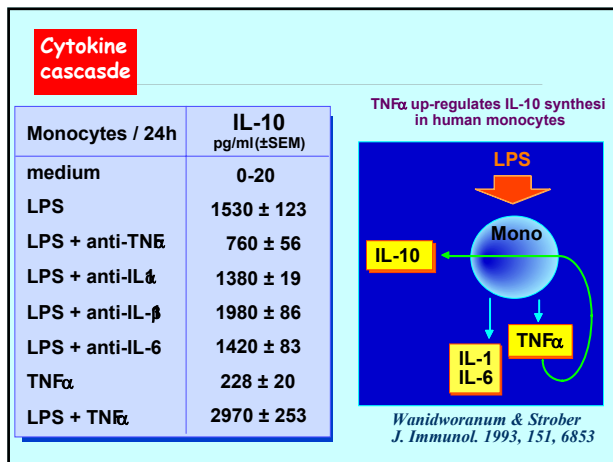 Cytokine
cascasde
Monocytes / 24h
IL-10
pg/ml(±SEM)
medium 0-20
LPS 1530 ± 123
LPS + anti-TNFα 760 ± 56
LPS + anti-IL1α 1380 ± 19
LPS + anti-IL-β1 1980 ± 86
LPS + anti-IL-6 1420 ± 83
TNFα 228 ± 20
LPS + TNFα 2970 ± 253
TNFα up-regulates IL-10 synthesi
in human monocytes
LPS
Mono
IL-10
TNFα
IL-1
IL-6
Wanidworanum & Strober
J. Immunol. 1993, 151, 6853